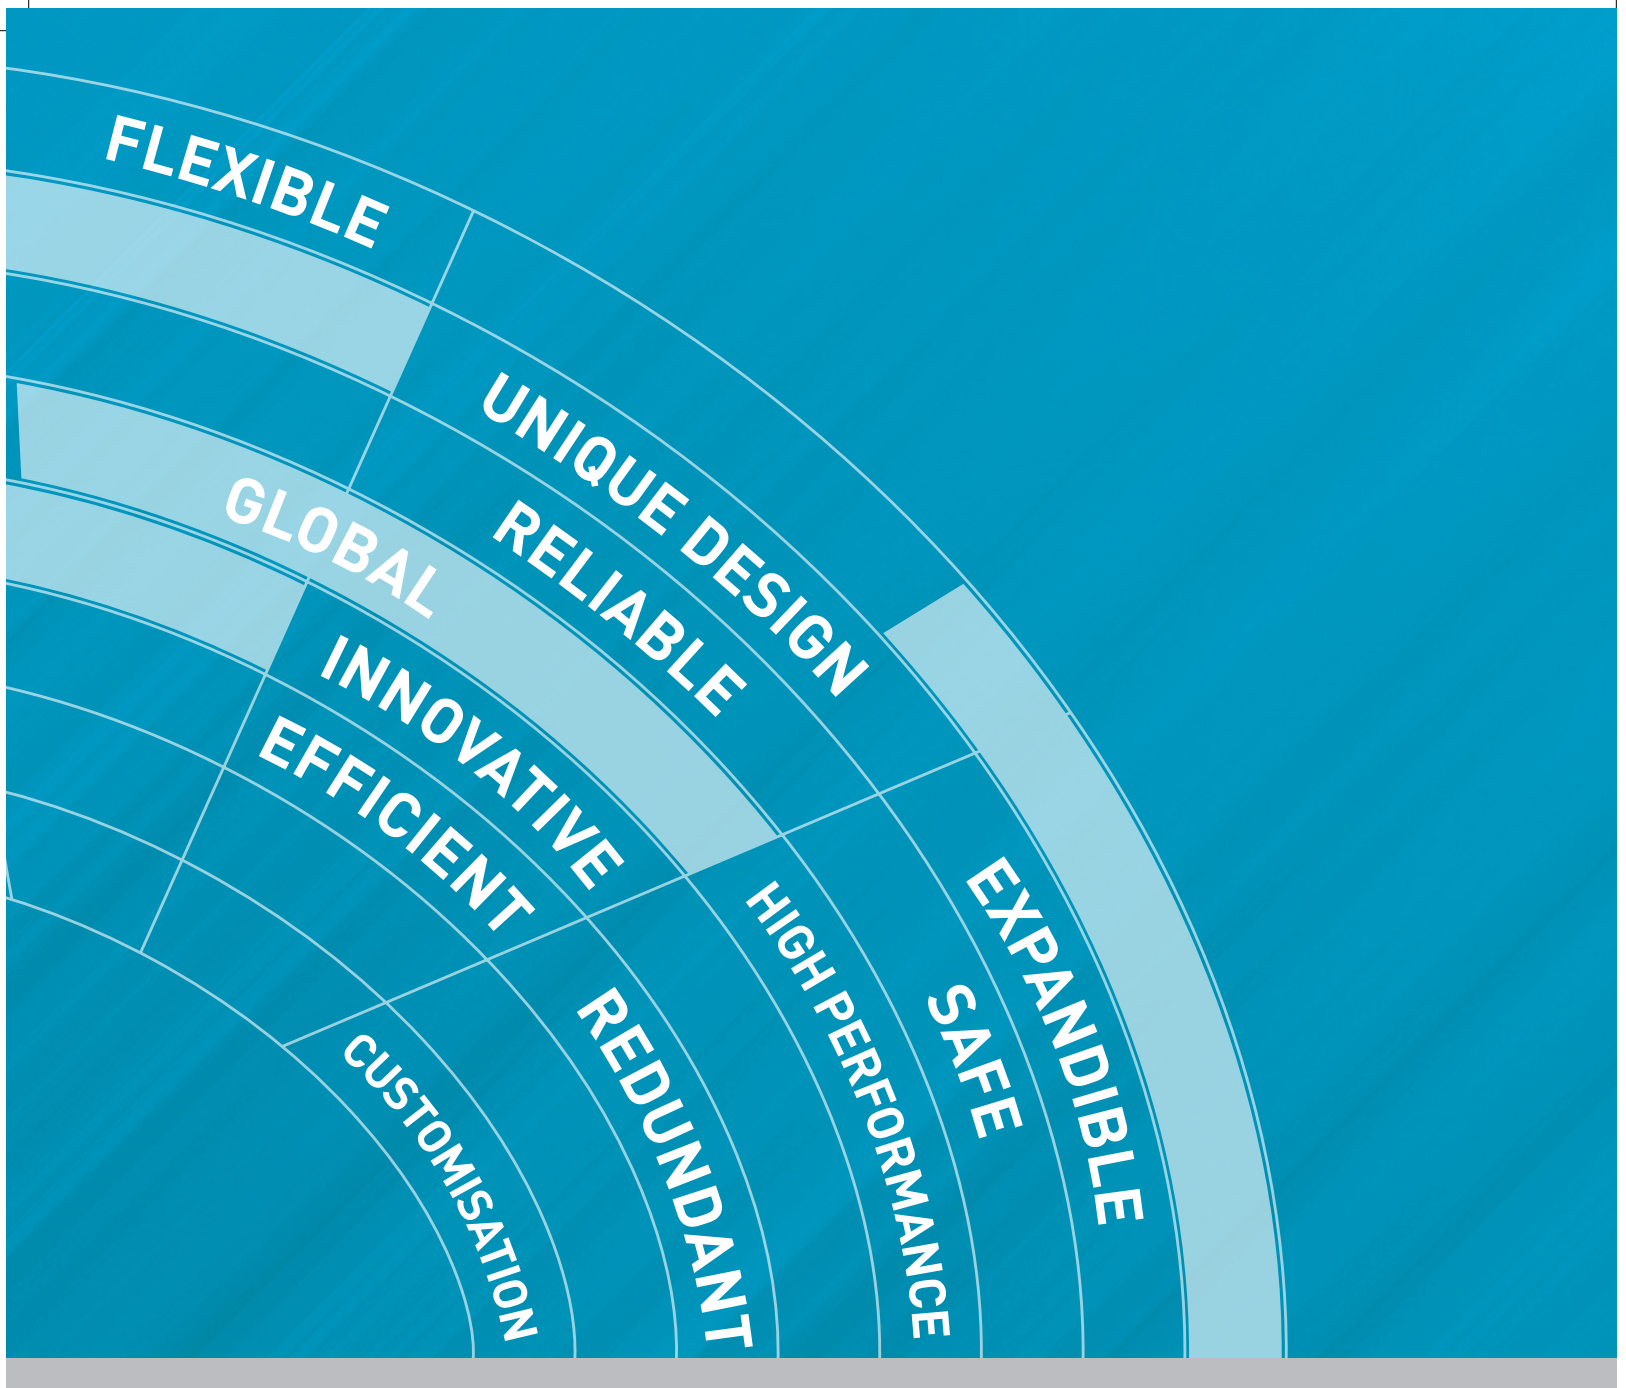 FLEXIBLE
UNIQUE DESIGN
RELIABLE
GLOBAL
INNOVATIVE
EFFICIENT
EXPANDIBLE
SAFE
HIGH PERFORMANCE
REDUNDANT
CUSTOMISATION